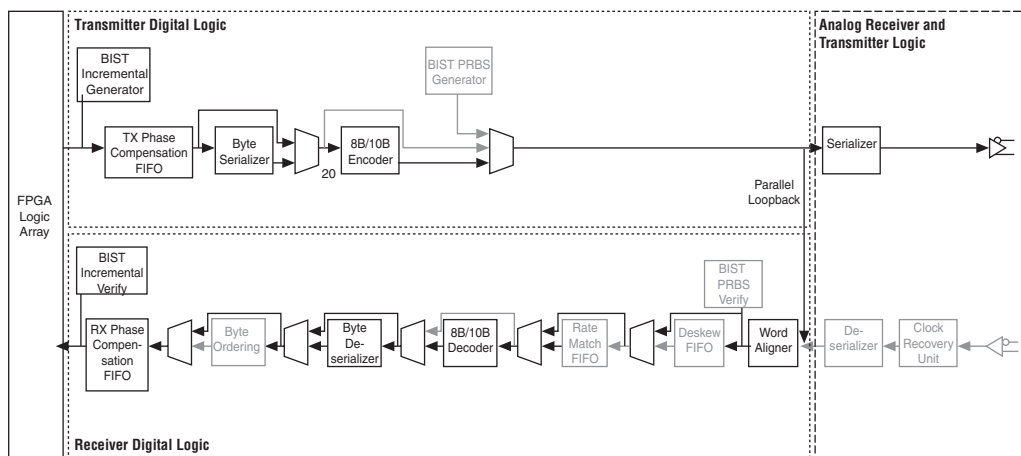 Transmitter Digital Logic
Analog Receiver and
Transmitter Logic
BIST
Incremental
Generator
BIST PRBS
Generator
TX Phase
Compensation
FIFO
Byte
Serializer
20
8B/10B
Encoder
Serializer
Parallel
Loopback
FPGA
Logic
Array
BIST
Incremental
Verify
BIST
PRBS
Verify
RX Phase
Compen-
sation
FIFO
Byte
Ordering
Byte
De-
serializer
8B/10B
Decoder
Rate
Match
FIFO
Deskew
FIFO
Word
Aligner
De-
serializer
Clock
Recovery
Unit
Receiver Digital Logic